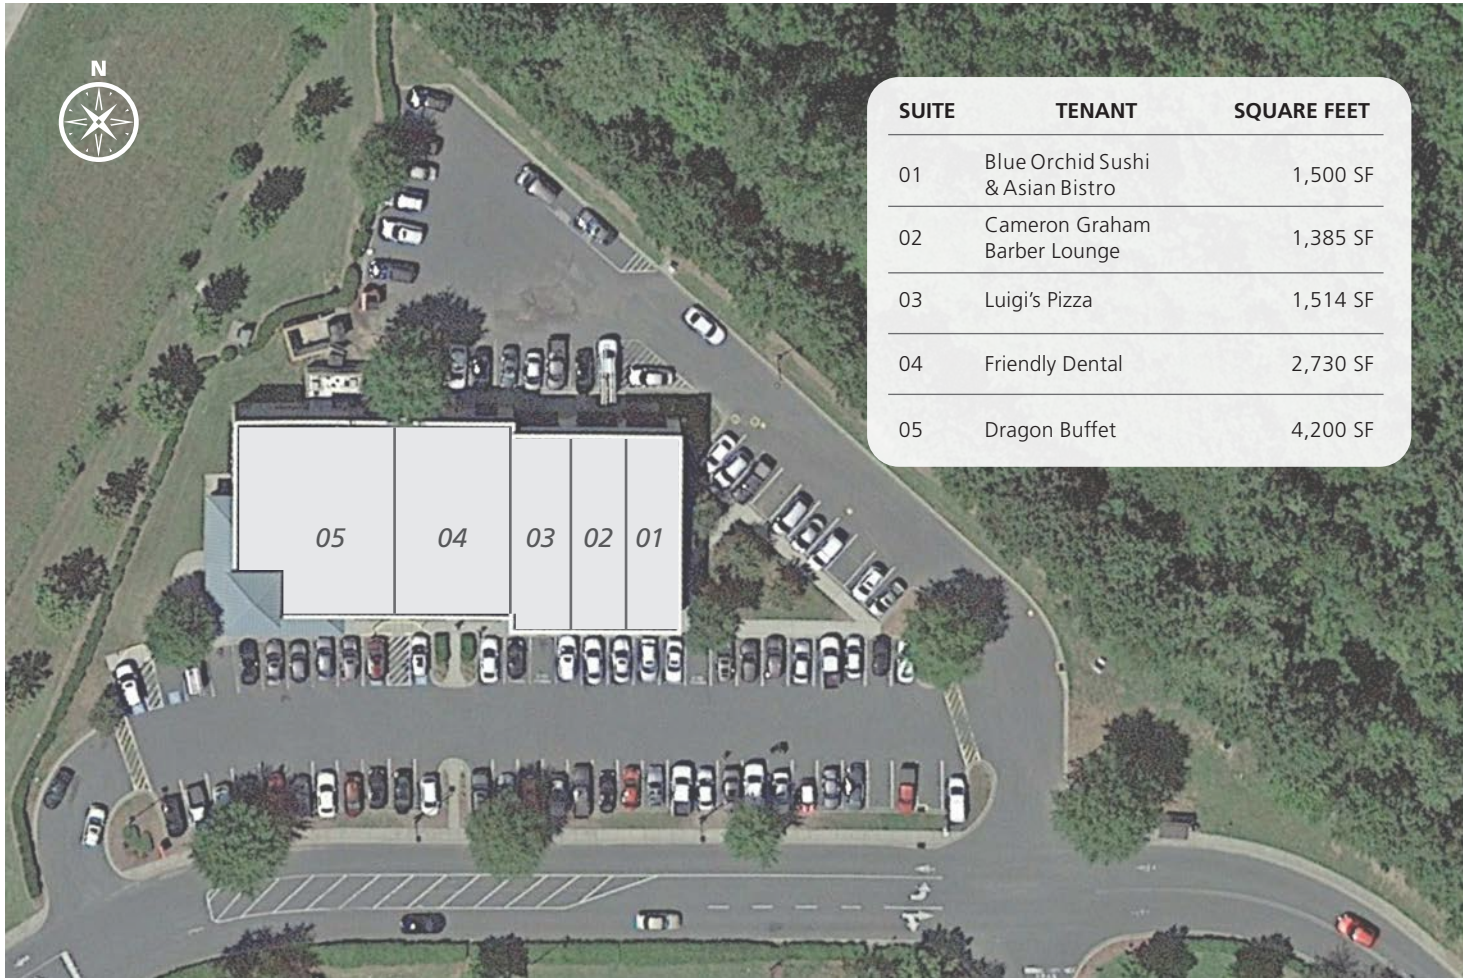 N
SUITE TENANT SQUARE FEET
01 Blue Orchid Sushi & Asian Bistro 1,500 SF
02 Cameron Graham Barber Lounge 1,385 SF
03 Luigi's Pizza 1,514 SF
04 Friendly Dental 2,730 SF
05 Dragon Buffet 4,200 SF
05 04 03 02 01